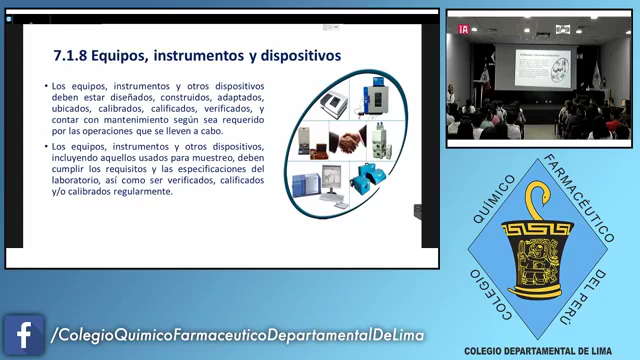 7.1.8 Equipos, instrumentos y dispositivos
• Los equipos, instrumentos y otros dispositivos
deben estar diseñados, construidos, adaptados,
ubicados, calibrados, calificados, verificados, y
contar con mantenimiento según sea requerido
por las operaciones que se lleven a cabo.
• Los equipos, instrumentos y otros dispositivos,
incluyendo aquellos usados para muestreo, deben
cumplir los requisitos y las especificaciones del
laboratorio, así como ser verificados, calificados
y/o calibrados regularmente.
COLEGIO QUÍMICO FARMACÉUTICO DEL PERÚ
COLEGIO DEPARTAMENTAL DE LIMA
f /ColegioQuimicoFarmaceuticoDepartamentalDeLima